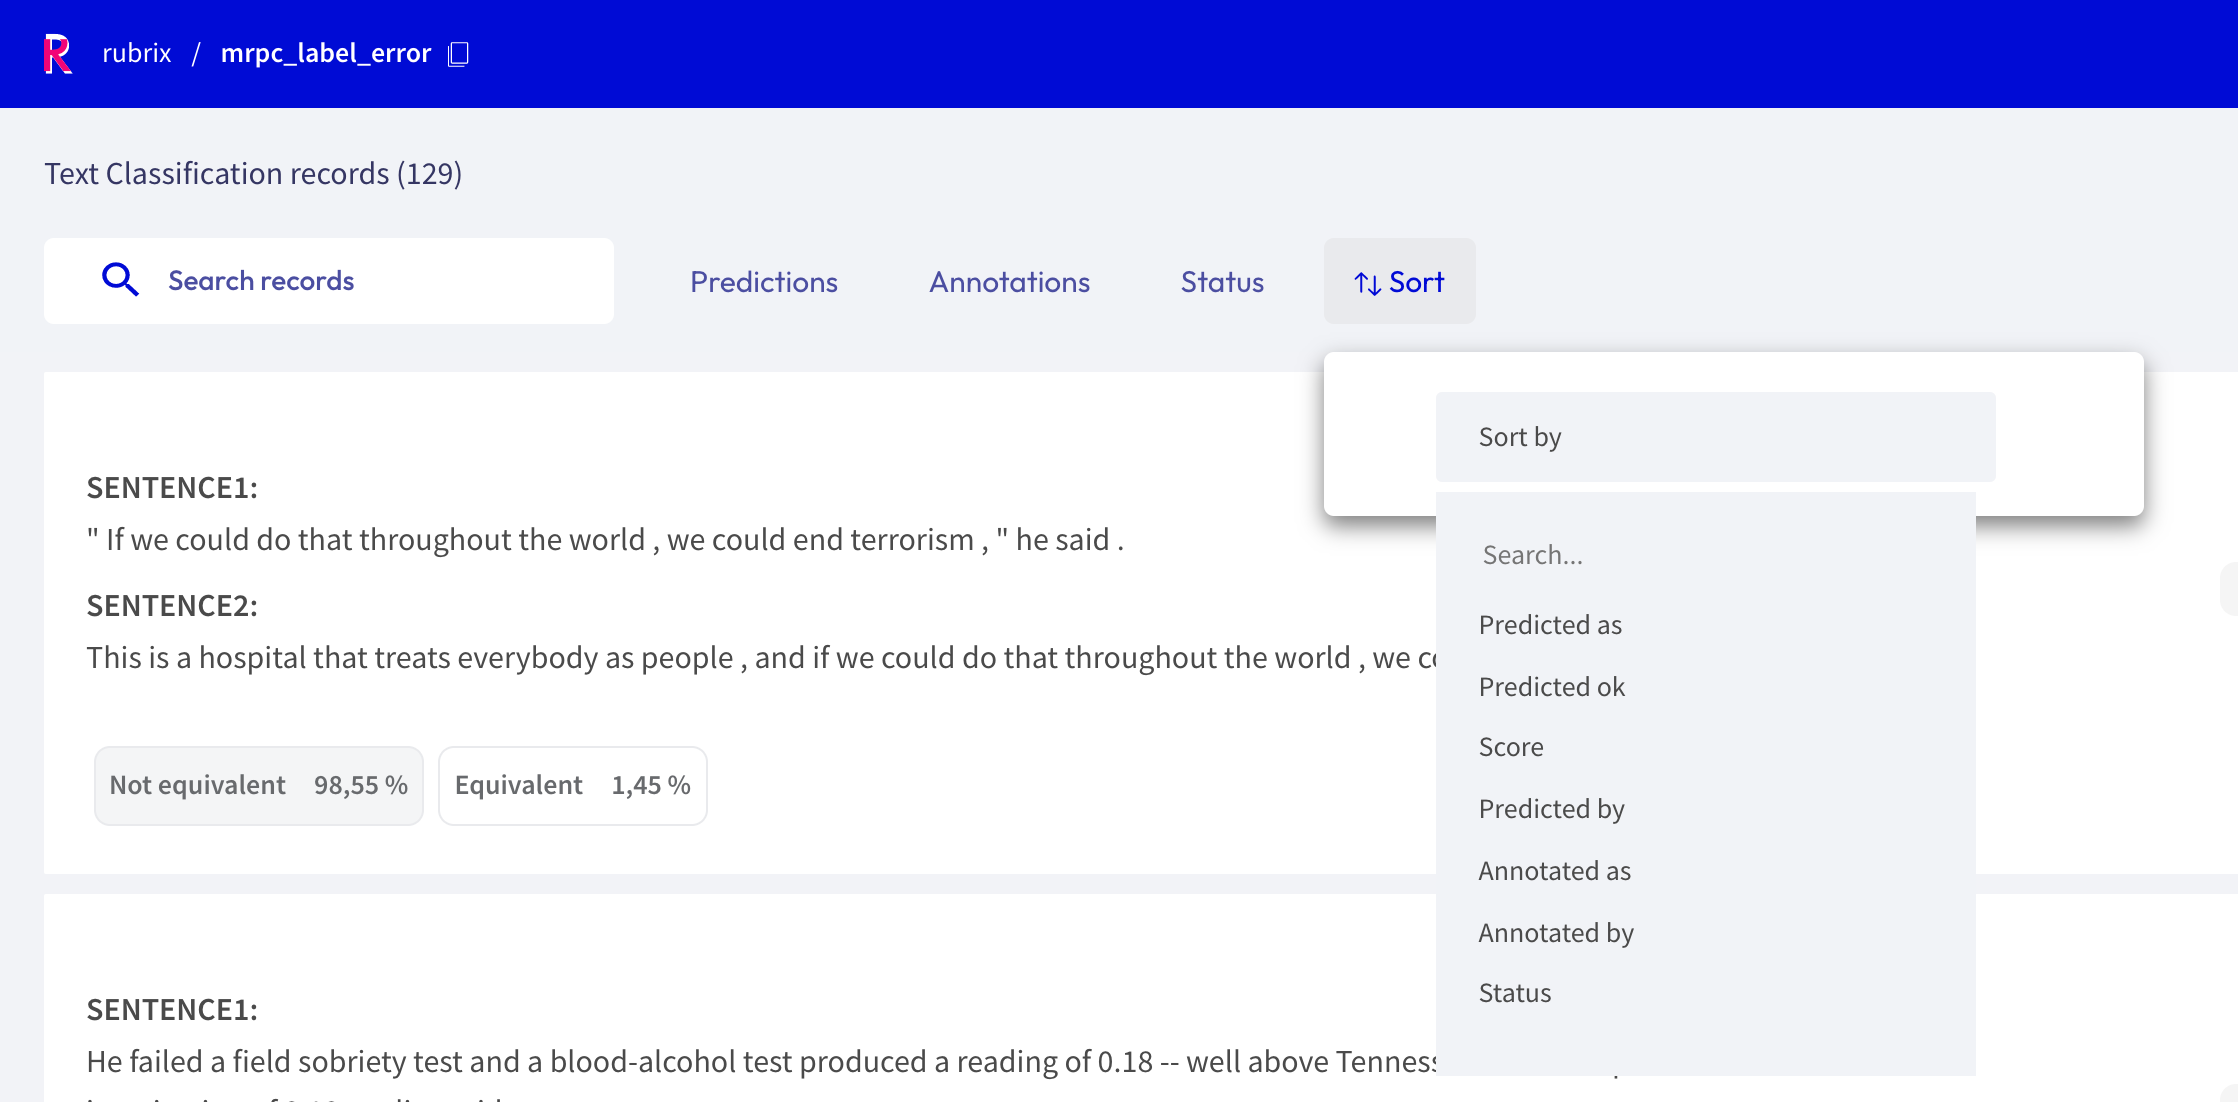 rubrix / mrpc_label_error
Text Classification records (129)
Search records
Predictions
Annotations
Status
Sort
Sort by
Search...
Predicted as
Predicted ok
Score
Predicted by
Annotated as
Annotated by
Status
SENTENCE1:
" If we could do that throughout the world , we could end terrorism , " he said .
SENTENCE2:
This is a hospital that treats everybody as people , and if we could do that throughout the world , we
Not equivalent 98,55 %
Equivalent 1,45 %
SENTENCE1:
He failed a field sobriety test and a blood-alcohol test produced a reading of 0.18 -- well above